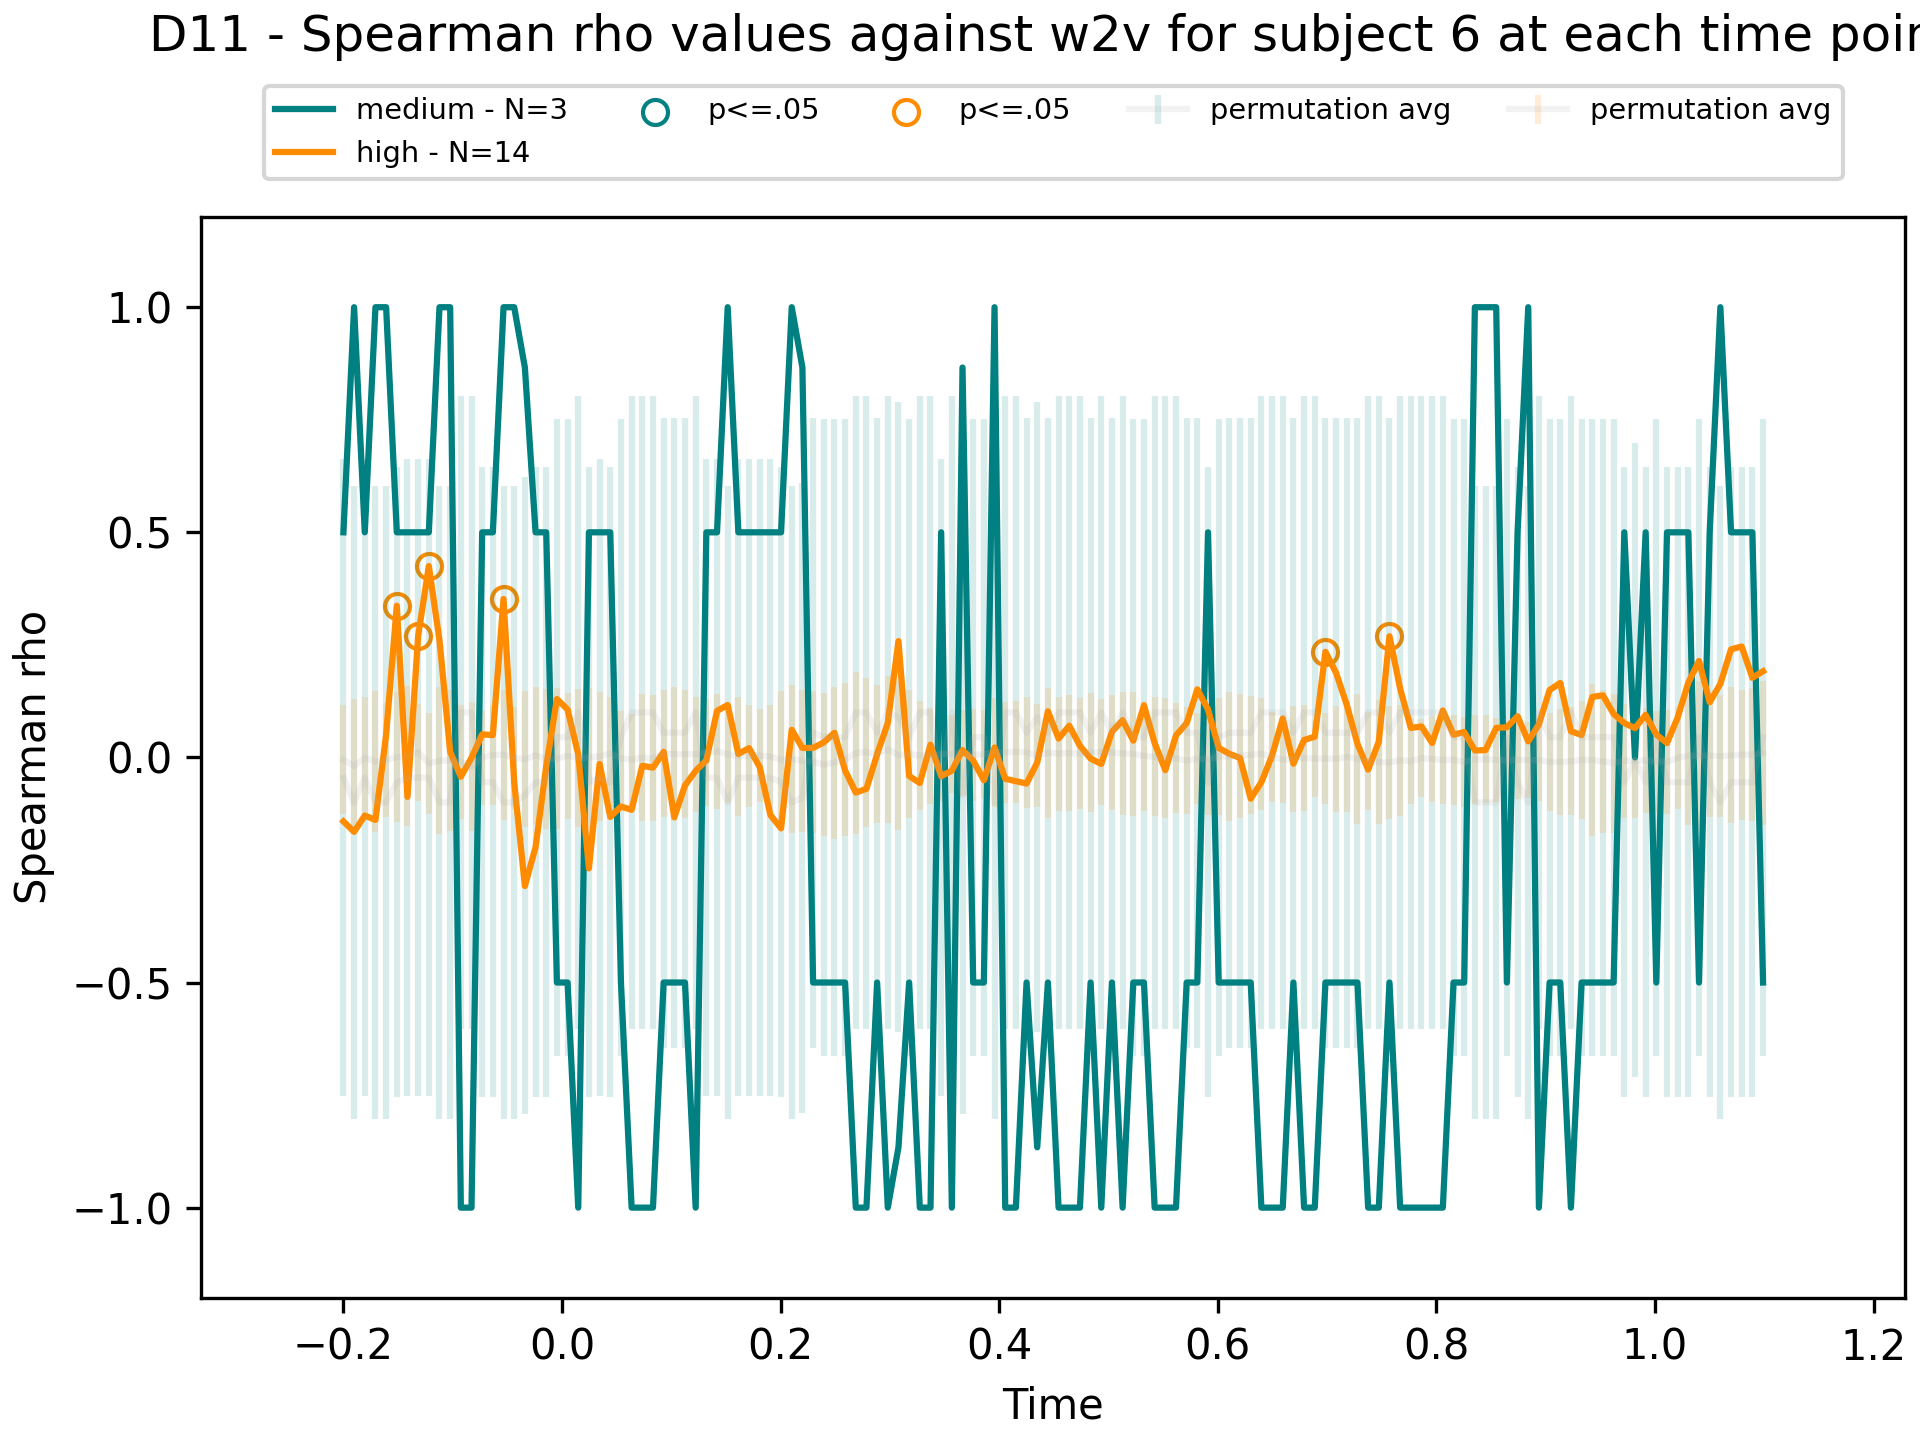 D11 - Spearman rho values against w2v for subject 6 at each time poin
medium - N=3
high - N=14
p<=.05
p<=.05
permutation avg
permutation avg
Spearman rho
1.0
0.5
0.0
−0.5
−1.0
−0.2 0.0 0.2 0.4 0.6 0.8 1.0 1.2
Time